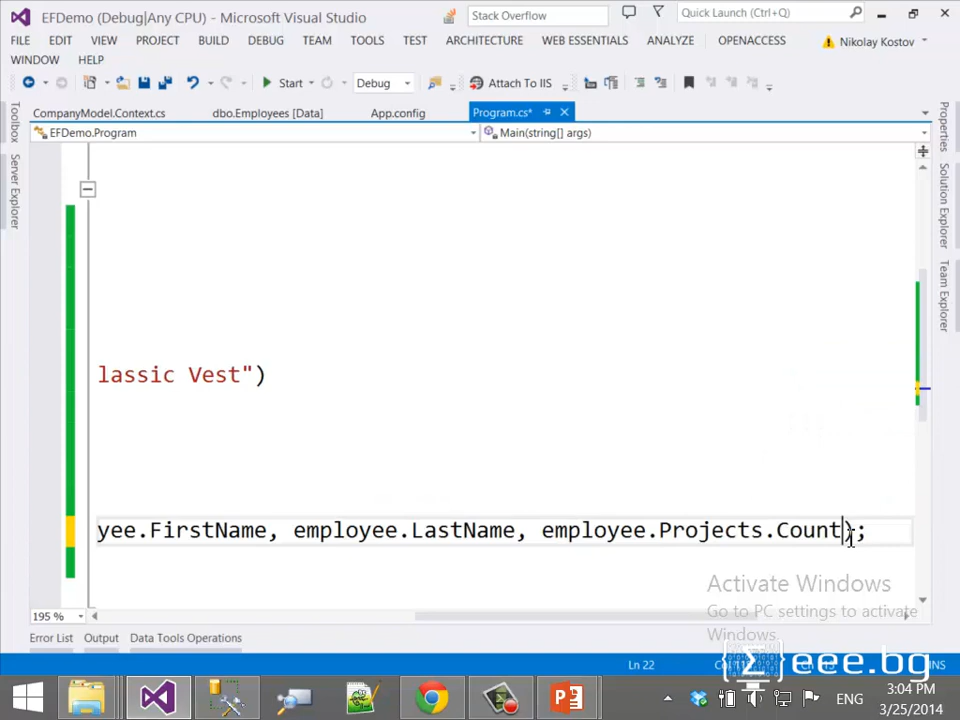 EFDemo (Debug|Any CPU) - Microsoft Visual Studio
Stack Overflow
Quick Launch (Ctrl+Q)
FILE EDIT VIEW PROJECT BUILD DEBUG TEAM TOOLS TEST ARCHITECTURE WEB ESSENTIALS ANALYZE OPENACCESS Nikolay Kostov
WINDOW HELP
Start Debug Attach To IIS
CompanyModel.Context.cs dbo.Employees [Data] App.config Program.cs*
EFDemo.Program Main(string[] args)
Toolbox
Server Explorer
Properties
Solution Explorer
Team Explorer
lassic Vest")
yee.FirstName, employee.LastName, employee.Projects.Count);
Activate Windows
Go to PC settings to activate
Windows.
195 %
Error List Output Data Tools Operations
Ln 22
INS
eee.bg
ENG
3:04 PM
3/25/2014